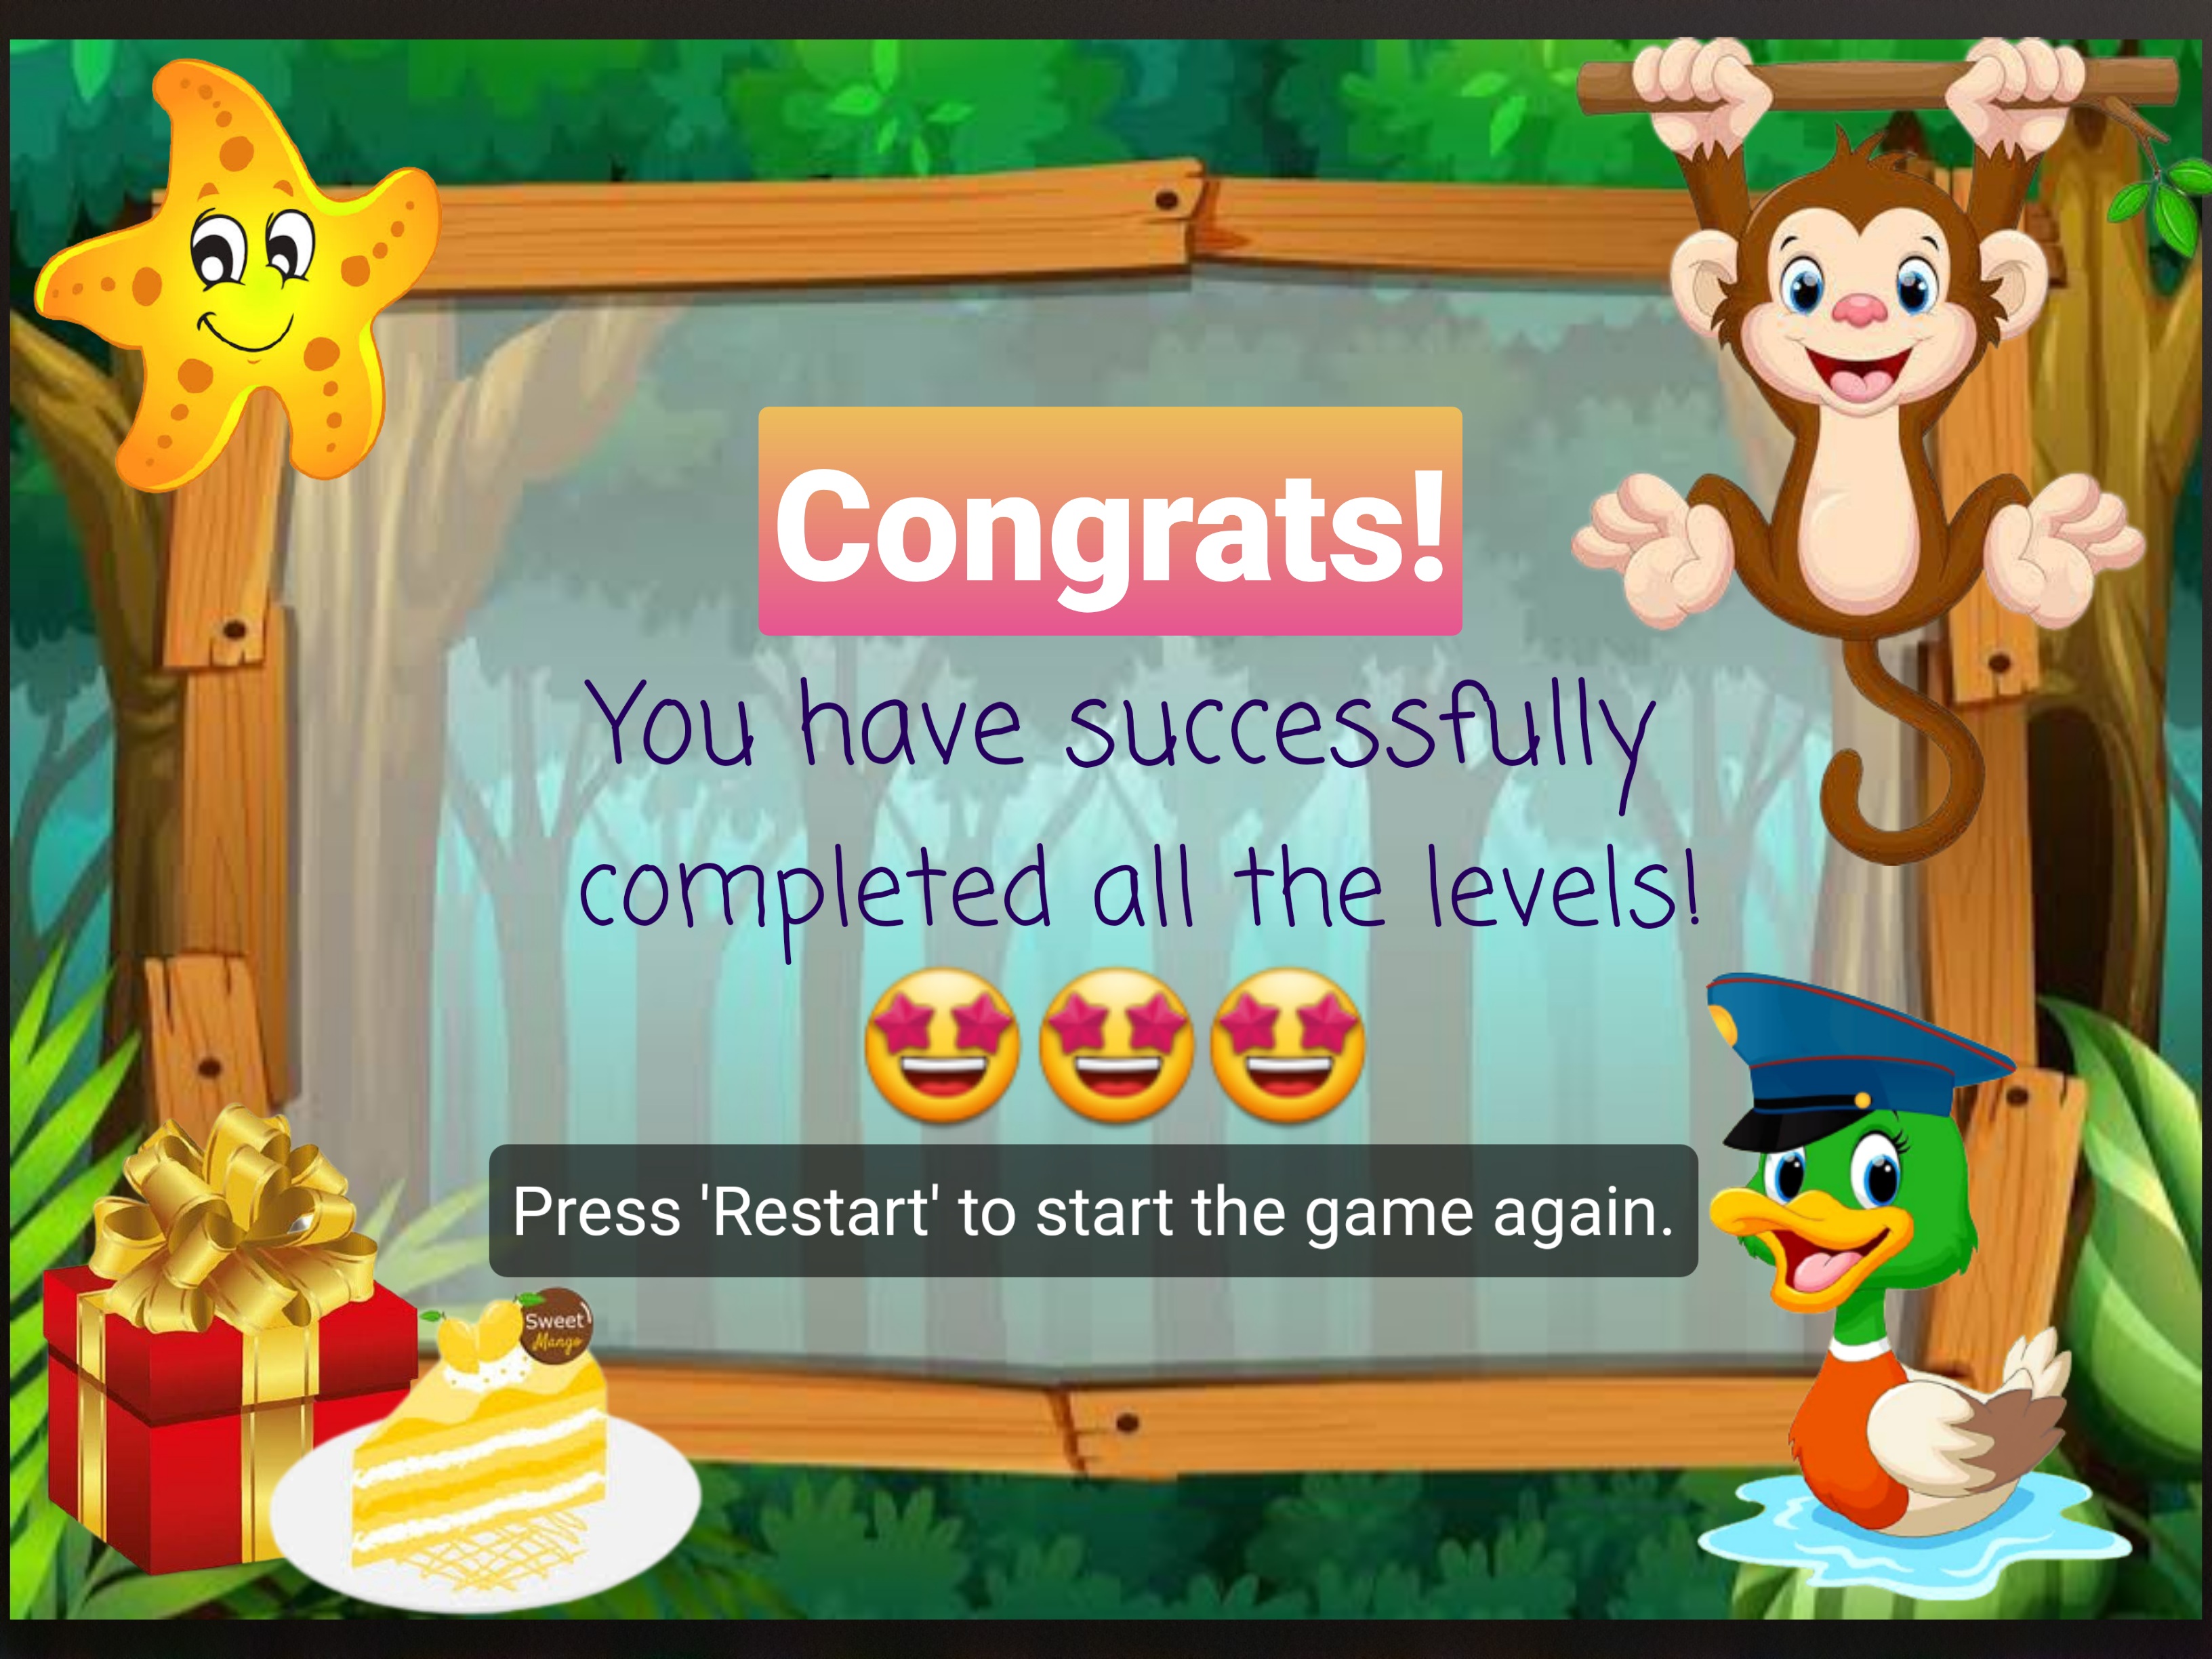 Congrats!
You have successfully
completed all the levels!
🤩🤩🤩
Press 'Restart' to start the game again.
Sweet
Mango